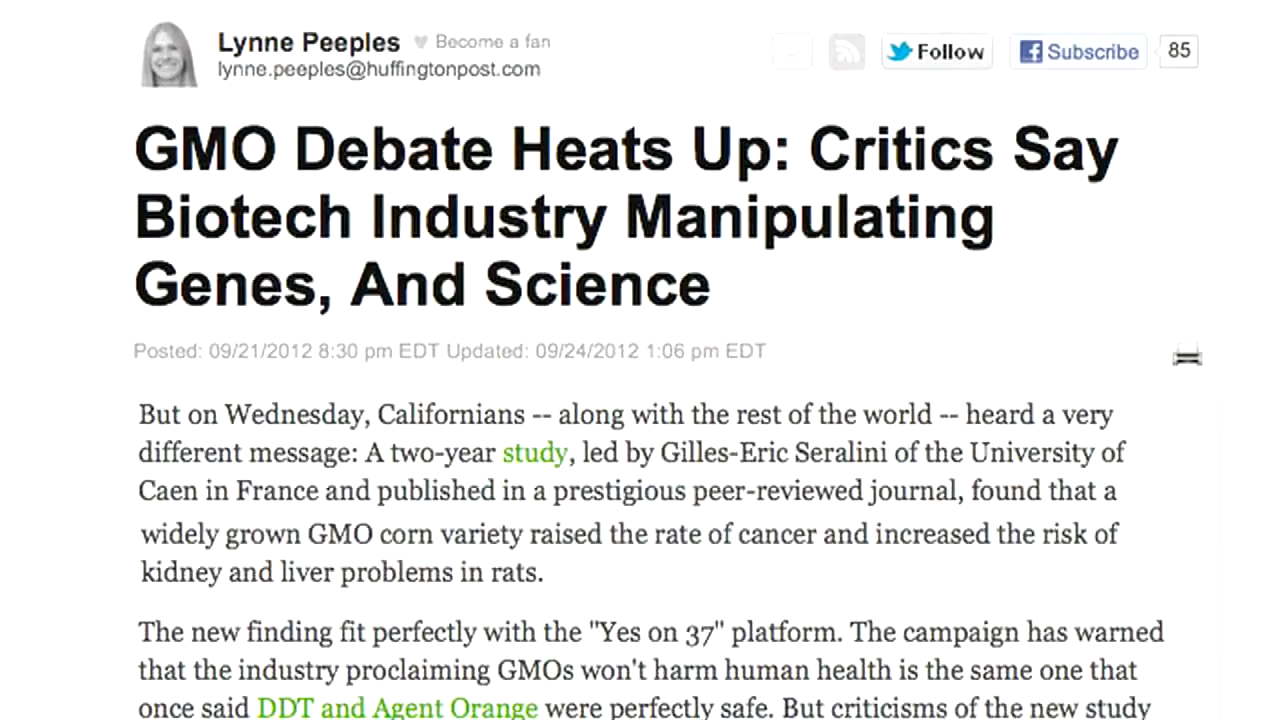 Lynne Peeples Become a fan
lynne.peeples@huffingtonpost.com
Follow
Subscribe
85
GMO Debate Heats Up: Critics Say
Biotech Industry Manipulating
Genes, And Science
Posted: 09/21/2012 8:30 pm EDT Updated: 09/24/2012 1:06 pm EDT
But on Wednesday, Californians -- along with the rest of the world -- heard a very
different message: A two-year study, led by Gilles-Eric Seralini of the University of
Caen in France and published in a prestigious peer-reviewed journal, found that a
widely grown GMO corn variety raised the rate of cancer and increased the risk of
kidney and liver problems in rats.
The new finding fit perfectly with the "Yes on 37" platform. The campaign has warned
that the industry proclaiming GMOs won't harm human health is the same one that
once said DDT and Agent Orange were perfectly safe. But criticisms of the new study